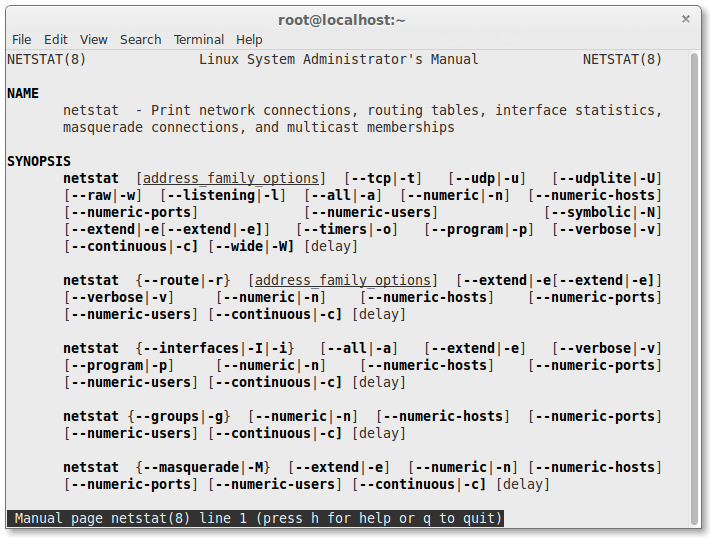 root@localhost:~ ×
File Edit View Search Terminal Help
NETSTAT(8) Linux System Administrator's Manual NETSTAT(8)
NAME
netstat - Print network connections, routing tables, interface statistics,
masquerade connections, and multicast memberships
SYNOPSIS
netstat [address_family_options] [--tcp|-t] [--udp|-u] [--udplite|-U]
[--raw|-w] [--listening|-l] [--all|-a] [--numeric|-n] [--numeric-hosts]
[--numeric-ports] [--numeric-users] [--symbolic|-N]
[--extend|-e[--extend|-e]] [--timers|-o] [--program|-p] [--verbose|-v]
[--continuous|-c] [--wide|-W] [delay]
netstat {--route|-r} [address_family_options] [--extend|-e[--extend|-e]]
[--verbose|-v] [--numeric|-n] [--numeric-hosts] [--numeric-ports]
[--numeric-users] [--continuous|-c] [delay]
netstat {--interfaces|-I|-i} [--all|-a] [--extend|-e] [--verbose|-v]
[--program|-p] [--numeric|-n] [--numeric-hosts] [--numeric-ports]
[--numeric-users] [--continuous|-c] [delay]
netstat {--groups|-g} [--numeric|-n] [--numeric-hosts] [--numeric-ports]
[--numeric-users] [--continuous|-c] [delay]
netstat {--masquerade|-M} [--extend|-e] [--numeric|-n] [--numeric-hosts]
[--numeric-ports] [--numeric-users] [--continuous|-c] [delay]
Manual page netstat(8) line 1 (press h for help or q to quit)